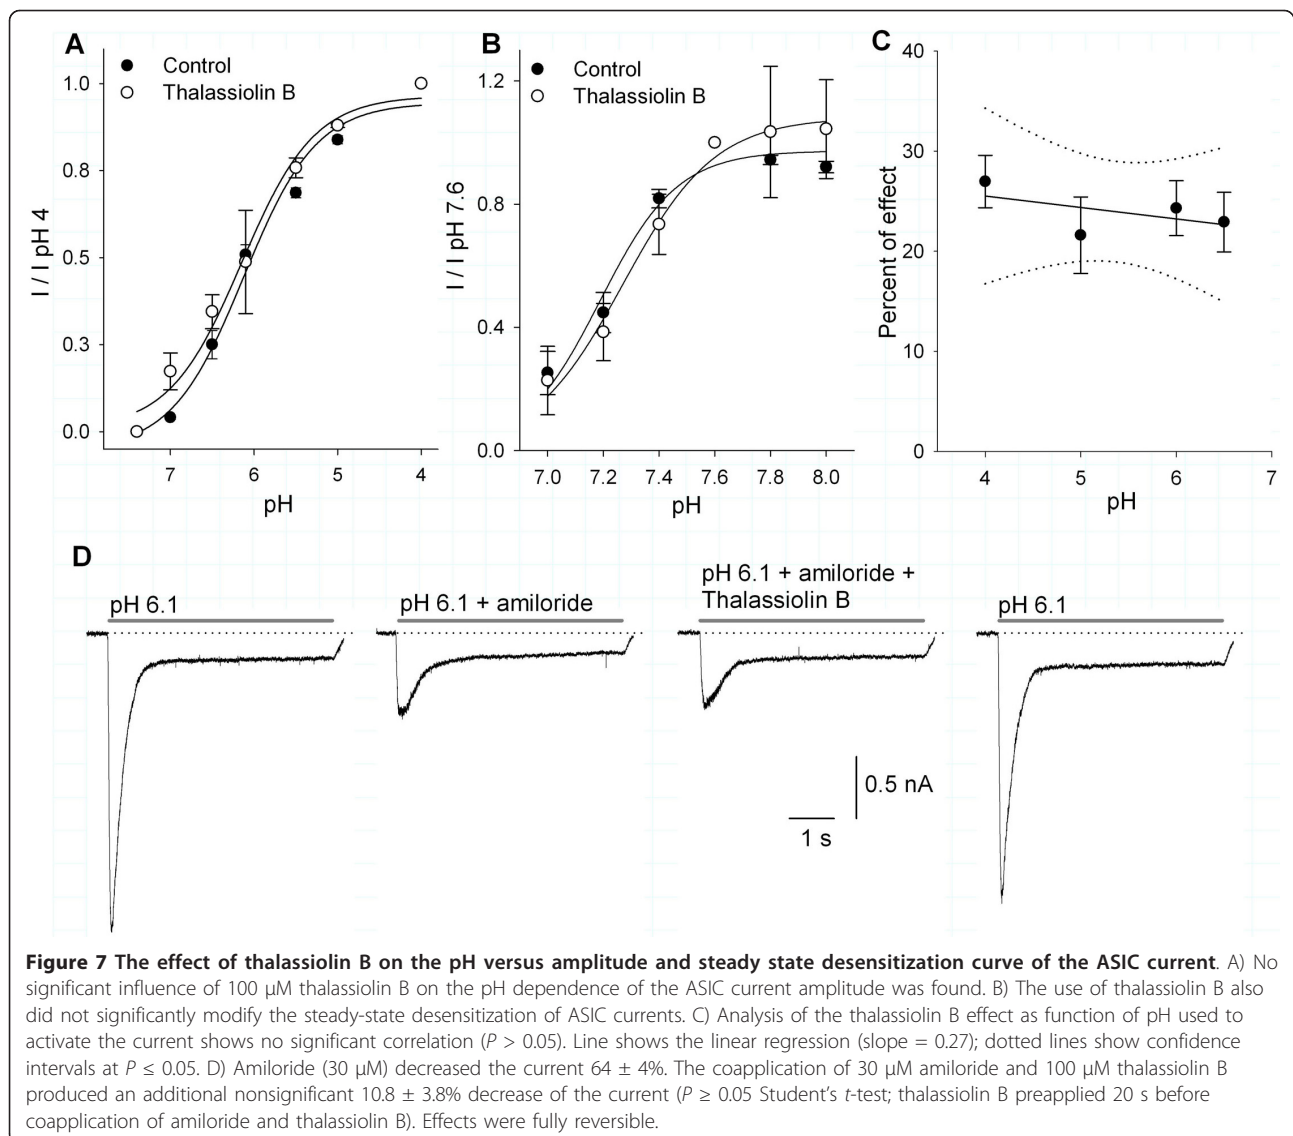 A
Control
Thalassiolin B
1.0
0.8
0.5
0.3
0.0
I / I pH 4
7 6 5 4
pH
B
Control
Thalassiolin B
1.2
0.8
0.4
0.0
I / I pH 7.6
7.0 7.2 7.4 7.6 7.8 8.0
pH
C
40
30
20
10
0
Percent of effect
4 5 6 7
pH
D
pH 6.1
pH 6.1 + amiloride
pH 6.1 + amiloride +
Thalassiolin B
pH 6.1
0.5 nA
1 s
Figure 7 The effect of thalassiolin B on the pH versus amplitude and steady state desensitization curve of the ASIC current. A) No
significant influence of 100 μM thalassiolin B on the pH dependence of the ASIC current amplitude was found. B) The use of thalassiolin B also
did not significantly modify the steady-state desensitization of ASIC currents. C) Analysis of the thalassiolin B effect as function of pH used to
activate the current shows no significant correlation (P > 0.05). Line shows the linear regression (slope = 0.27); dotted lines show confidence
intervals at P ≤ 0.05. D) Amiloride (30 μM) decreased the current 64 ± 4%. The coapplication of 30 μM amiloride and 100 μM thalassiolin B
produced an additional nonsignificant 10.8 ± 3.8% decrease of the current (P ≥ 0.05 Student's t-test; thalassiolin B preapplied 20 s before
coapplication of amiloride and thalassiolin B). Effects were fully reversible.